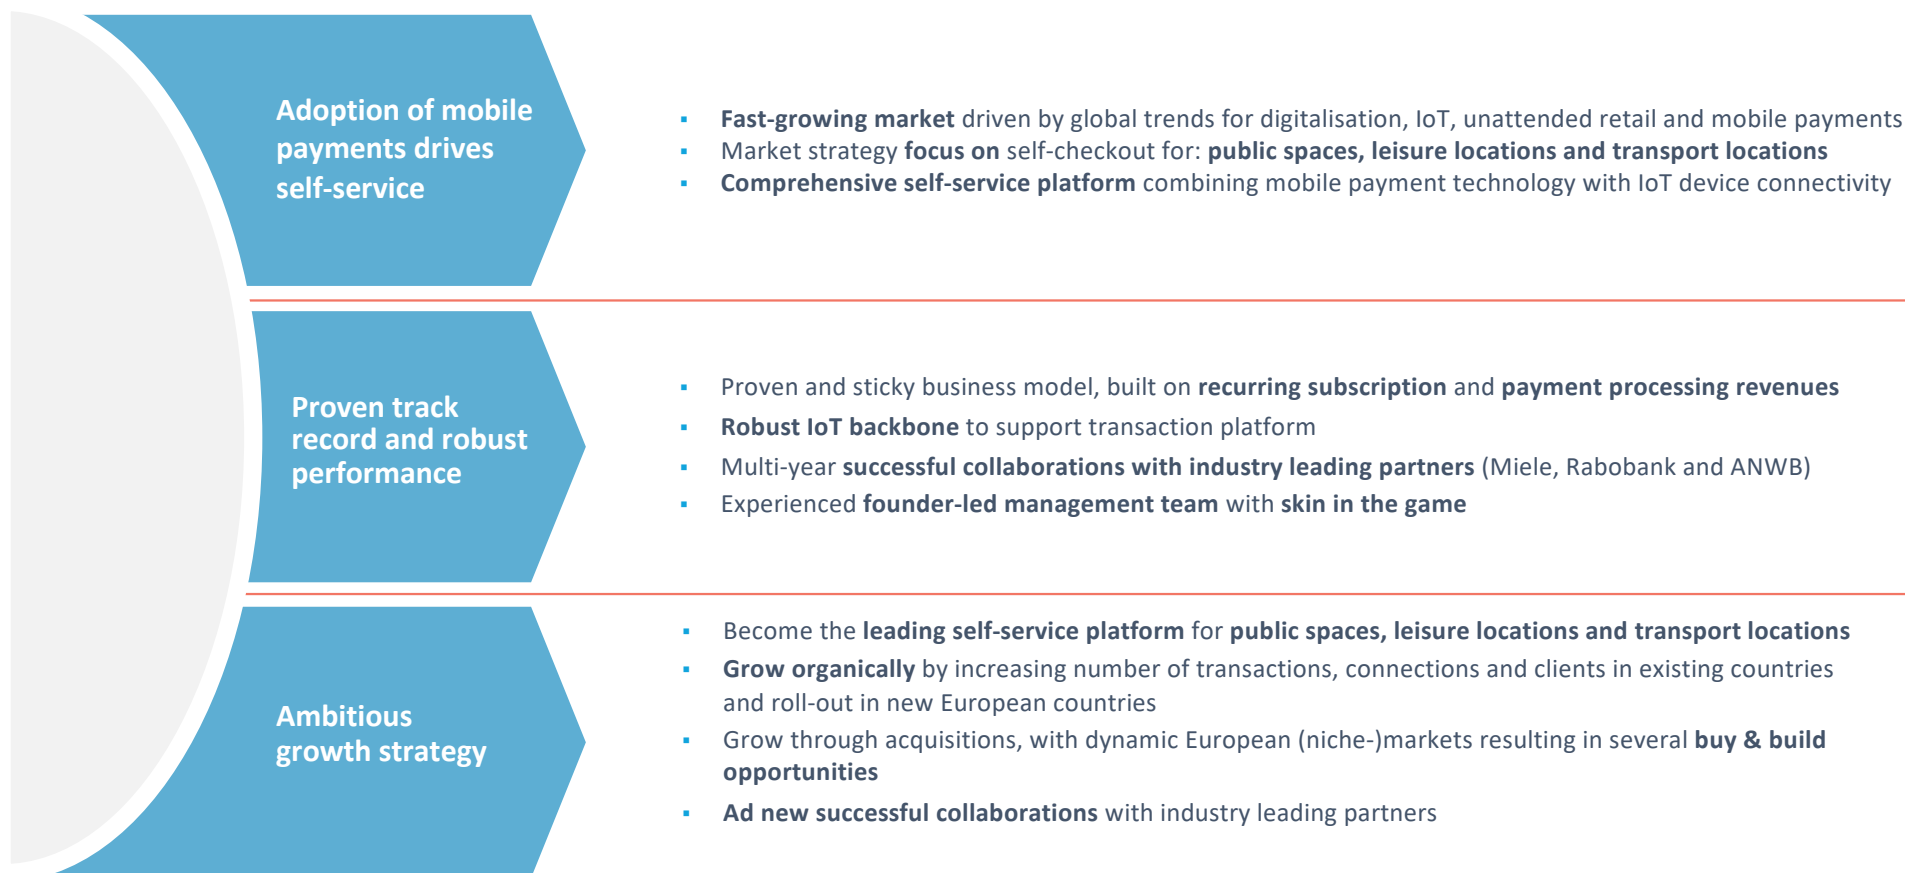 Adoption of mobile
payments drives
self-service
▪ Fast-growing market driven by global trends for digitalisation, IoT, unattended retail and mobile payments
▪ Market strategy focus on self-checkout for: public spaces, leisure locations and transport locations
▪ Comprehensive self-service platform combining mobile payment technology with IoT device connectivity
Proven track
record and robust
performance
▪ Proven and sticky business model, built on recurring subscription and payment processing revenues
▪ Robust IoT backbone to support transaction platform
▪ Multi-year successful collaborations with industry leading partners (Miele, Rabobank and ANWB)
▪ Experienced founder-led management team with skin in the game
Ambitious
growth strategy
▪ Become the leading self-service platform for public spaces, leisure locations and transport locations
▪ Grow organically by increasing number of transactions, connections and clients in existing countries
and roll-out in new European countries
▪ Grow through acquisitions, with dynamic European (niche-)markets resulting in several buy & build
opportunities
▪ Ad new successful collaborations with industry leading partners